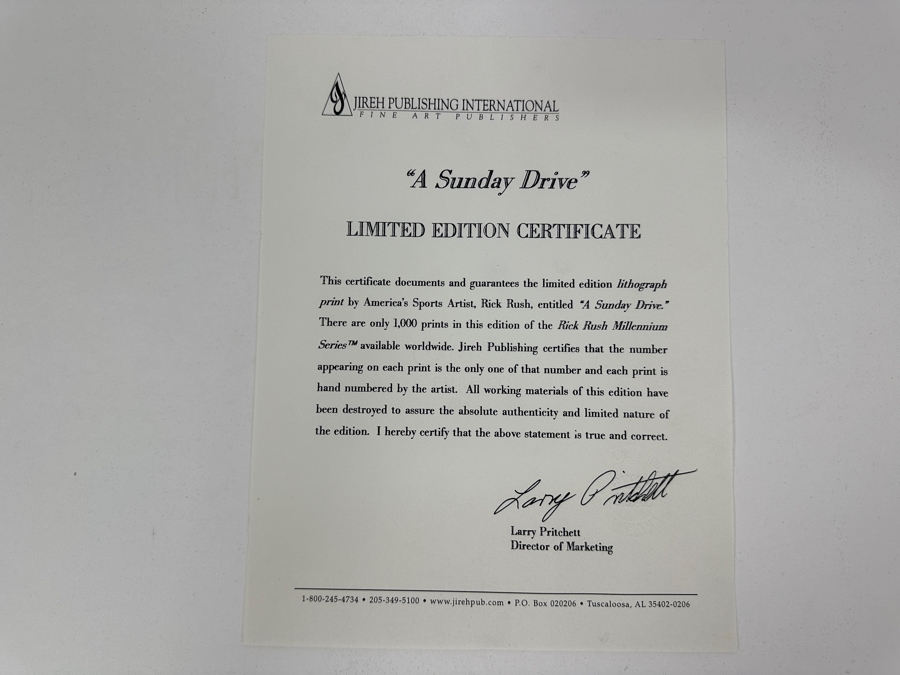 JIREH PUBLISHING INTERNATIONAL
FINE ART PUBLISHERS
“A Sunday Drive”
LIMITED EDITION CERTIFICATE
This certificate documents and guarantees the limited edition lithograph
print by America's Sports Artist, Rick Rush, entitled “A Sunday Drive.”
There are only 1,000 prints in this edition of the Rick Rush Millennium
Series™ available worldwide. Jireh Publishing certifies that the number
appearing on each print is the only one of that number and each print is
hand numbered by the artist. All working materials of this edition have
been destroyed to assure the absolute authenticity and limited nature of
the edition. I hereby certify that the above statement is true and correct.
Larry Pritchett
Larry Pritchett
Director of Marketing
1-800-245-4734 • 205-349-5100 • www.jirehpub.com • P.O. Box 020206 • Tuscaloosa, AL 35402-0206